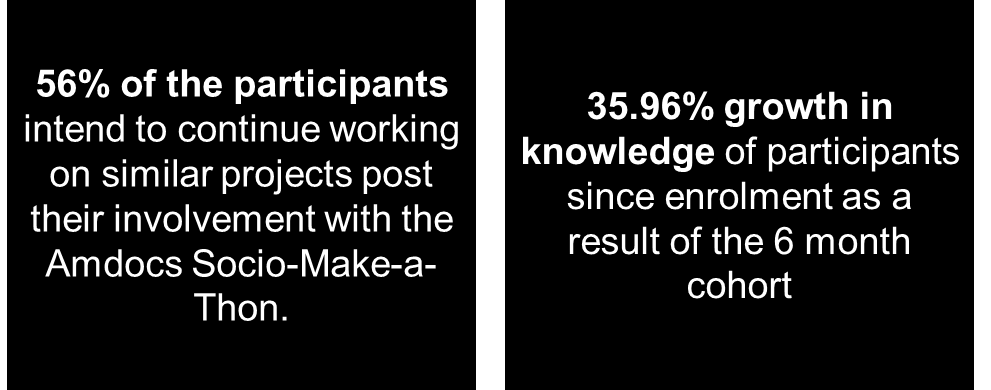 56% of the participants
intend to continue working
on similar projects post
their involvement with the
Amdocs Socio-Make-a-
Thon.
35.96% growth in
knowledge of participants
since enrolment as a
result of the 6 month
cohort